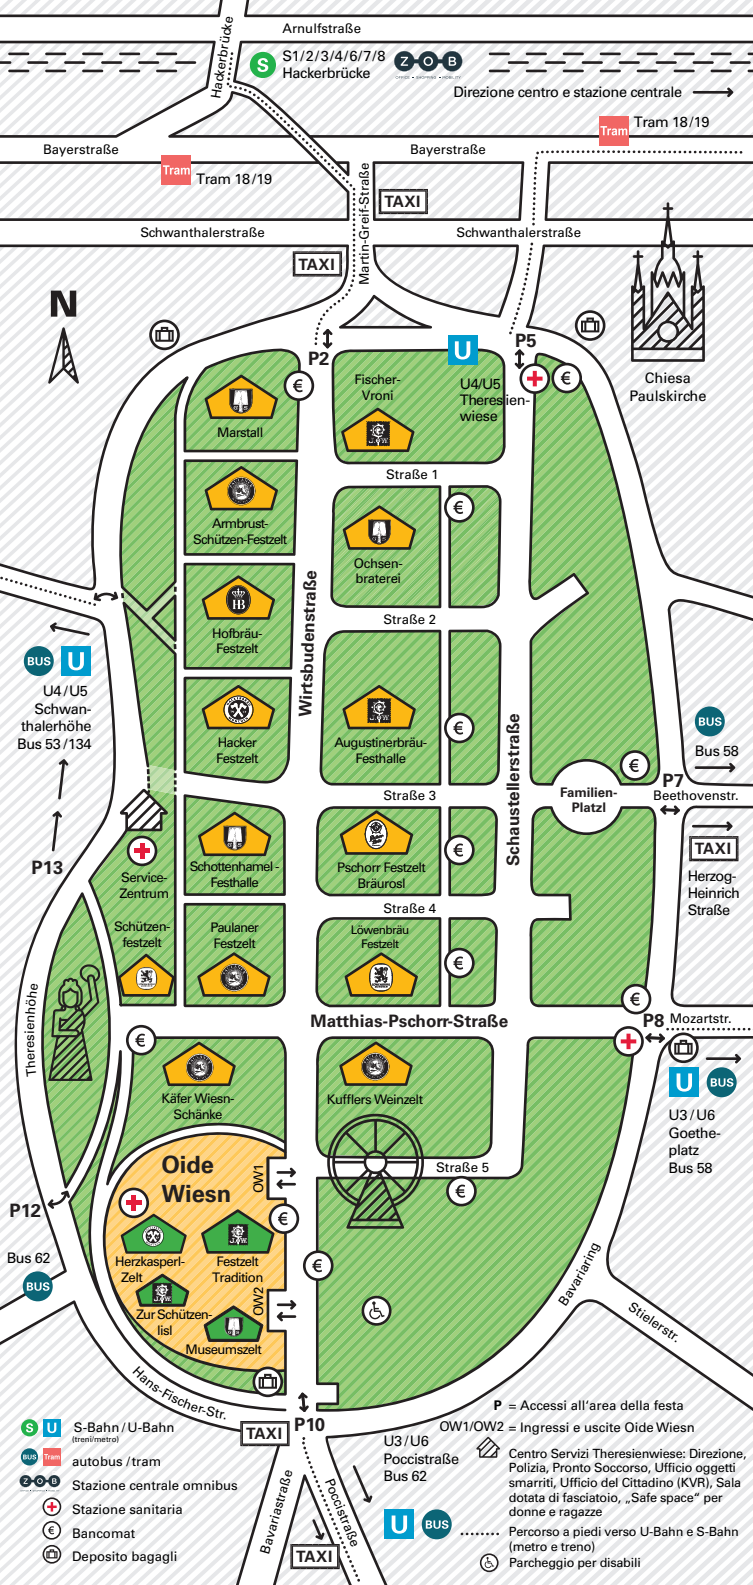 Arnulfstraße
Hackerbrücke
S
S1/2/3/4/6/7/8
Hackerbrücke
ZOB
OFFICE • SHOPPING • MOBILITY
Direzione centro e stazione centrale
Bayerstraße
Bayerstraße
Tram
Tram 18/19
Tram
Tram 18/19
TAXI
Martin-Greif-Straße
Schwanthalerstraße
Schwanthalerstraße
TAXI
N
P2
U
P5
U4/U5
Theresien-
wiese
Chiesa
Paulskirche
€
€
Marstall
Fischer-
Vroni
Straße 1
Armbrust-
Schützen-Festzelt
€
Ochsen-
braterei
HB
Hofbräu-
Festzelt
Wirtsbudenstraße
Straße 2
BUS
U
U4/U5
Schwan-
thalerhöhe
Bus 53/134
Hacker
Festzelt
Augustinerbräu-
Festhalle
€
Schaustellerstraße
BUS
Bus 58
€
P7
Beethovenstr.
Familien-
Platzl
Straße 3
TAXI
Herzog-
Heinrich
Straße
P13
Service-
Zentrum
Schottenhamel-
Festhalle
Pschorr Festzelt
Bräurosl
€
Straße 4
Schützen-
festzelt
Paulaner
Festzelt
Löwenbräu
Festzelt
€
€
Theresienhöhe
Matthias-Pschorr-Straße
P8
Mozartstr.
€
U
BUS
U3/U6
Goethe-
platz
Bus 58
Käfer Wiesn-
Schänke
Kufflers Weinzelt
Oide
Wiesn
OW1
Straße 5
€
€
P12
Herzkasperl-
Zelt
Festzelt
Tradition
€
Bus 62
BUS
Zur Schützen-
lisl
OW2
Museumszelt
Bavariaring
Stielerstr.
Hans-Fischer-Str.
TAXI
P10
Bavariastraße
Poccistraße
TAXI
U3/U6
Poccistraße
Bus 62
U
BUS
S U S-Bahn/U-Bahn
(treni/metro)
BUS Tram autobus/tram
ZOB Stazione centrale omnibus
Stazione sanitaria
€ Bancomat
Deposito bagagli
P = Accessi all'area della festa
OW1/OW2 = Ingressi e uscite Oide Wiesn
Centro Servizi Theresienwiese: Direzione,
Polizia, Pronto Soccorso, Ufficio oggetti
smarriti, Ufficio del Cittadino (KVR), Sala
dotata di fasciatoio, „Safe space" per
donne e ragazze
Percorso a piedi verso U-Bahn e S-Bahn
(metro e treno)
Parcheggio per disabili